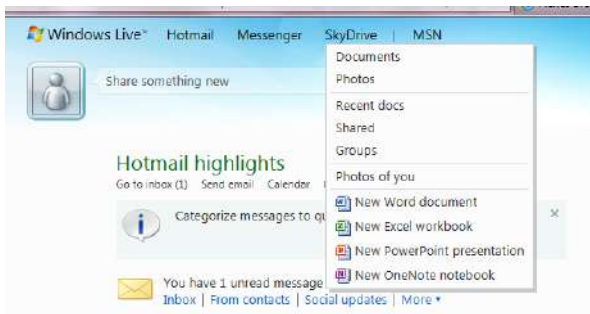 Windows Live™ Hotmail Messenger SkyDrive | MSN
Documents
Photos
Share something new
Recent docs
Shared
Groups
Photos of you
Hotmail highlights
Go to inbox (1) Send email Calendar
Categorize messages to
New Word document
New Excel workbook
New PowerPoint presentation
New OneNote notebook
You have 1 unread message
Inbox | From contacts | Social updates | More